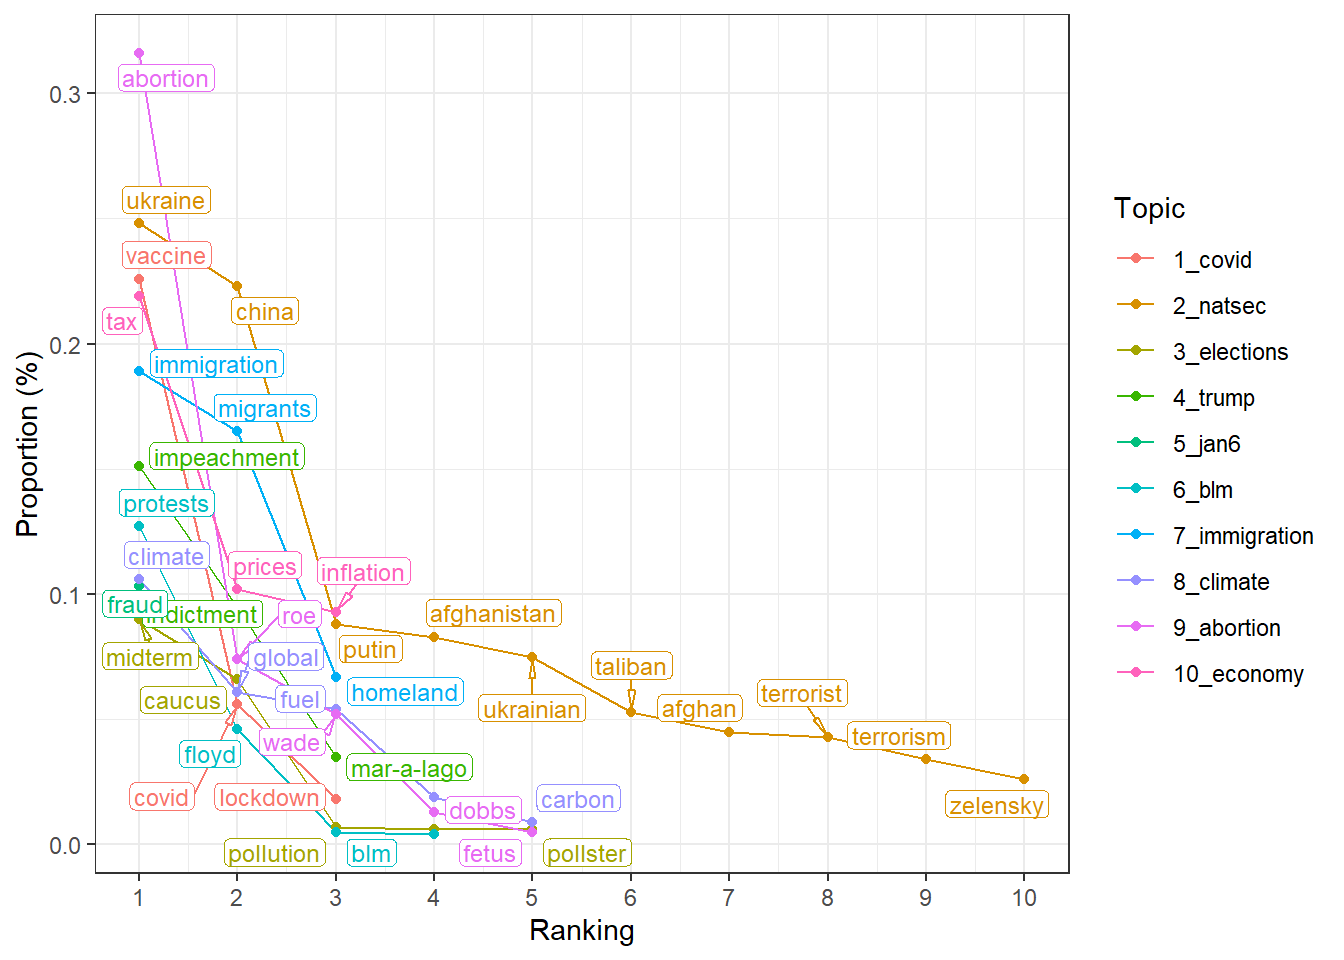 0.3
0.2
0.1
0.0
Proportion (%)
abortion
ukraine
vaccine
china
tax
immigration
migrants
impeachment
protests
climate
prices
inflation
fraud
indictment
roe
afghanistan
midterm
global
putin
taliban
caucus
fuel
homeland
ukrainian
afghan
terrorist
floyd
wade
mar-a-lago
terrorism
covid
lockdown
dobbs
carbon
zelensky
pollution
blm
fetus
pollster
1 2 3 4 5 6 7 8 9 10
Ranking
Topic
1_covid
2_natsec
3_elections
4_trump
5_jan6
6_blm
7_immigration
8_climate
9_abortion
10_economy